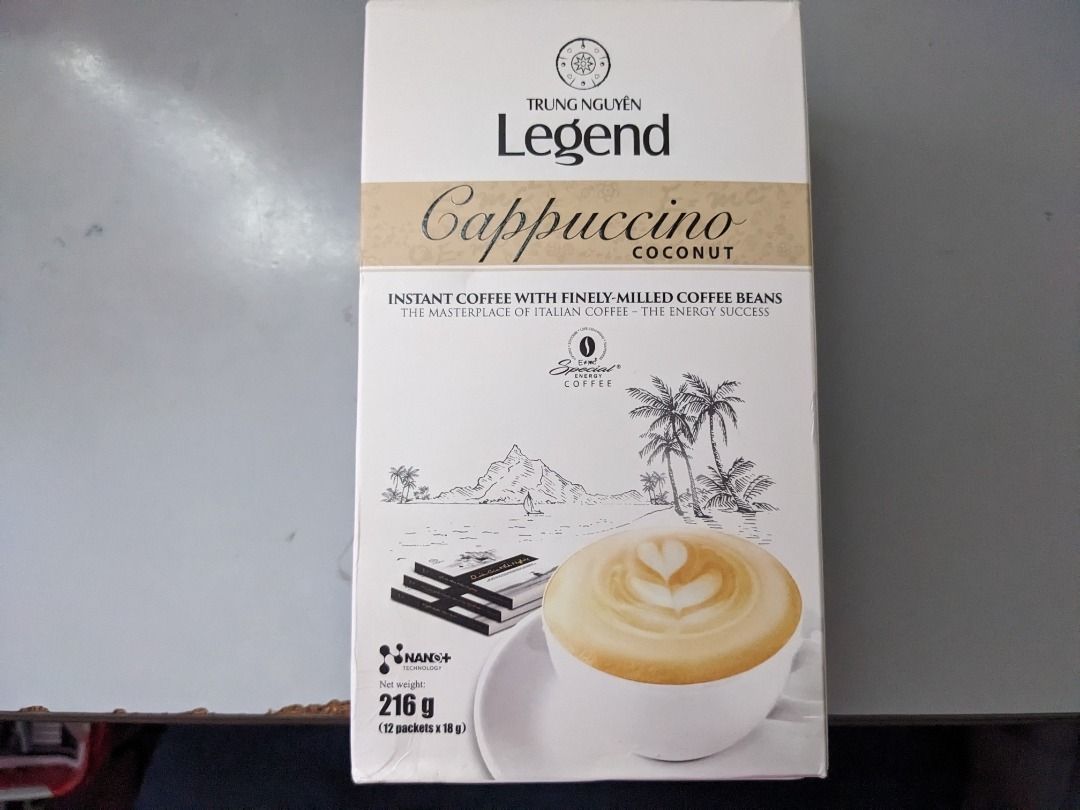 TRUNG NGUYÊN
Legend
Cappuccino
COCONUT
INSTANT COFFEE WITH FINELY-MILLED COFFEE BEANS
THE MASTERPLACE OF ITALIAN COFFEE – THE ENERGY SUCCESS
E=mc²
Special®
ENERGY
COFFEE
NANO+
TECHNOLOGY
Net weight:
216 g
(12 packets x 18 g)